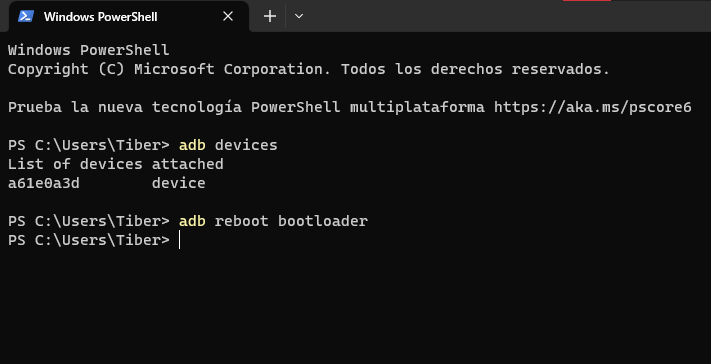 Windows PowerShell
Windows PowerShell
Copyright (C) Microsoft Corporation. Todos los derechos reservados.
Prueba la nueva tecnología PowerShell multiplataforma https://aka.ms/pscore6
PS C:\Users\Tiber> adb devices
List of devices attached
a61e0a3d        device
PS C:\Users\Tiber> adb reboot bootloader
PS C:\Users\Tiber>